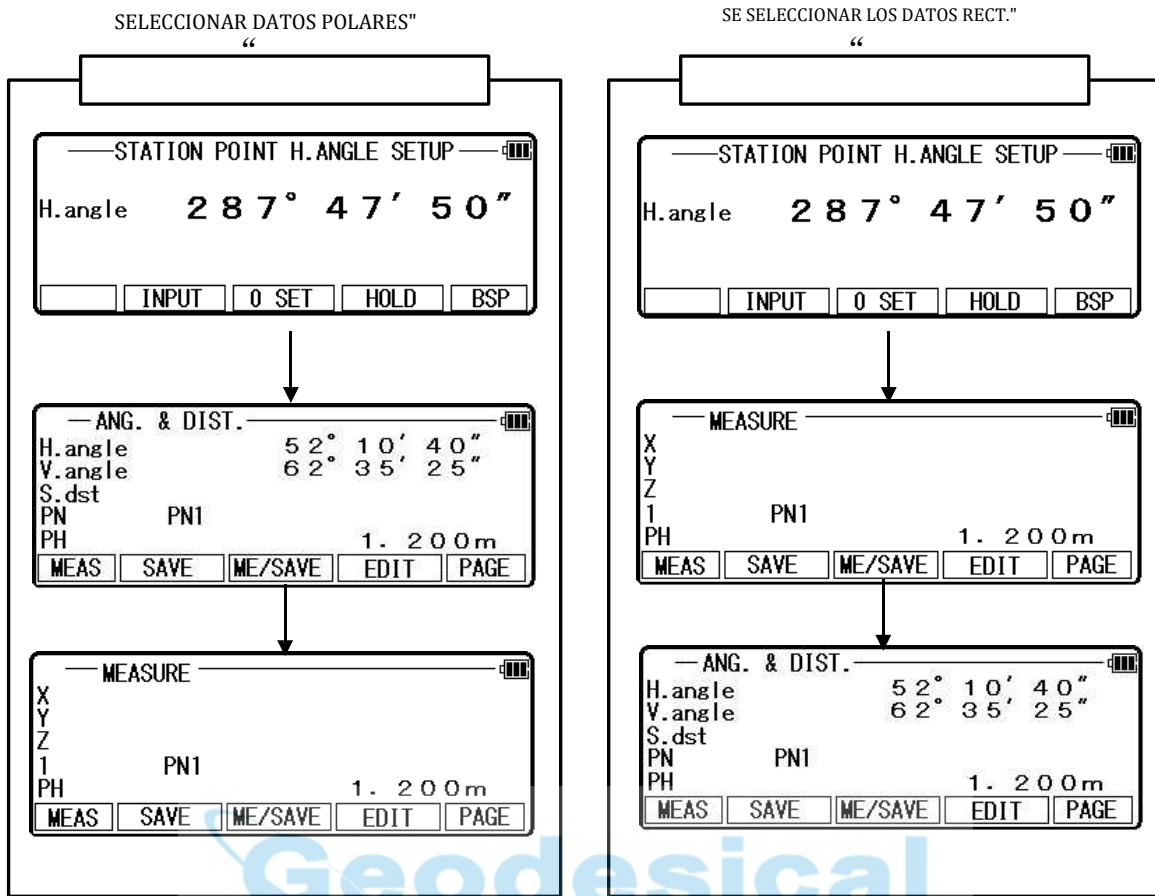 SELECCIONAR DATOS POLARES"
“
STATION POINT H.ANGLE SETUP
H.angle 287° 47′ 50″
INPUT 0 SET HOLD BSP
ANG. & DIST.
H.angle 52° 10′ 40″
V.angle 62° 35′ 25″
S.dst
PN PN1
PH 1. 200m
MEAS SAVE ME/SAVE EDIT PAGE
MEASURE
X
Y
Z
1 PN1
PH 1. 200m
MEAS SAVE ME/SAVE EDIT PAGE
SE SELECCIONAR LOS DATOS RECT."
“
STATION POINT H.ANGLE SETUP
H.angle 287° 47′ 50″
INPUT 0 SET HOLD BSP
MEASURE
X
Y
Z
1 PN1
PH 1. 200m
MEAS SAVE ME/SAVE EDIT PAGE
ANG. & DIST.
H.angle 52° 10′ 40″
V.angle 62° 35′ 25″
S.dst
PN PN1
PH 1. 200m
MEAS SAVE ME/SAVE EDIT PAGE
Geodesical